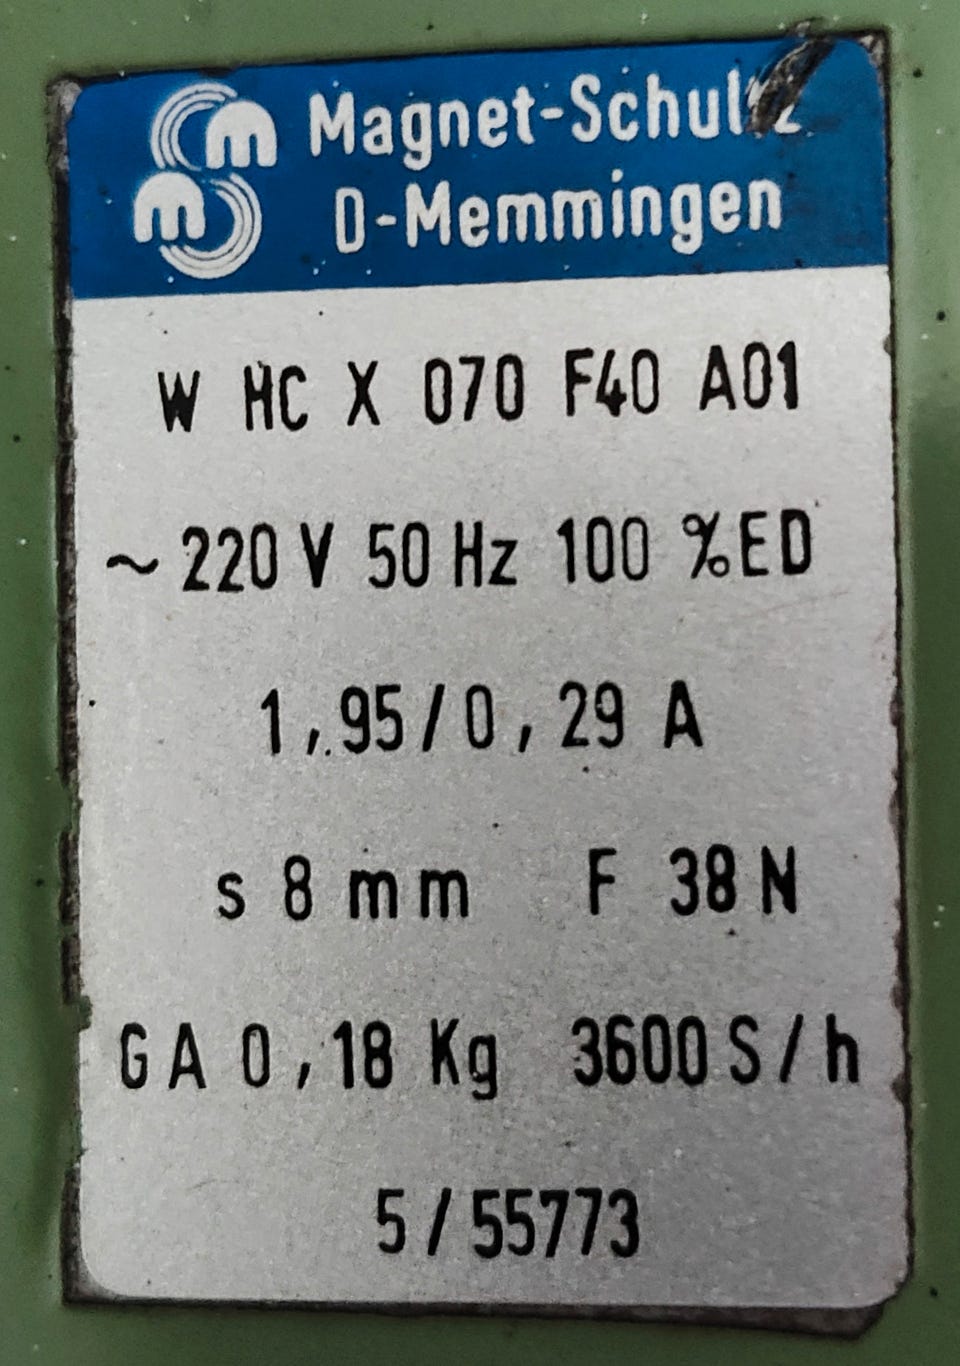 m Magnet-Schultz
m D-Memmingen
W HC X 070 F40 A01
~ 220 V 50 Hz 100 %ED
1,95/0,29 A
s 8 mm F 38 N
GA 0,18 Kg 3600 S/h
5/55773